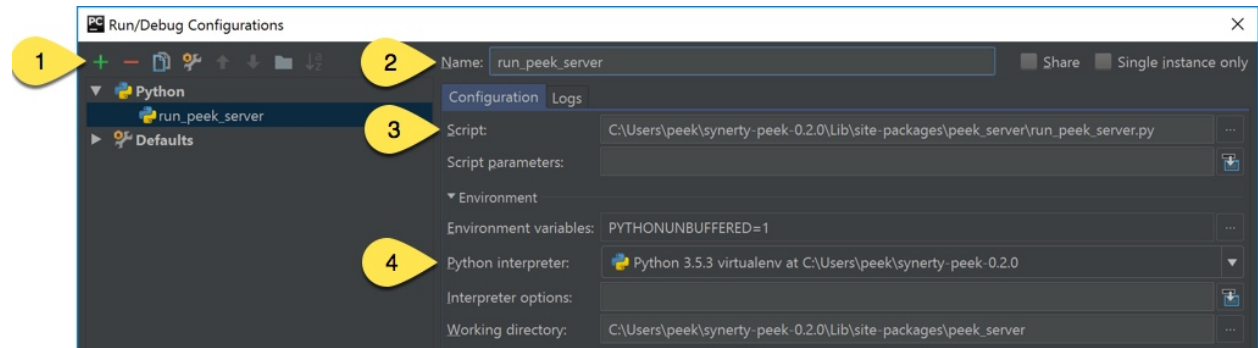 PC Run/Debug Configurations
1
2 Name: run_peek_server Share Single instance only
Python
Configuration Logs
run_peek_server
3 Script: C:\Users\peek\synerty-peek-0.2.0\Lib\site-packages\peek_server\run_peek_server.py ...
Defaults
Script parameters:
Environment
Environment variables: PYTHONUNBUFFERED=1 ...
4 Python interpreter: Python 3.5.3 virtualenv at C:\Users\peek\synerty-peek-0.2.0
Interpreter options:
Working directory: C:\Users\peek\synerty-peek-0.2.0\Lib\site-packages\peek_server ...